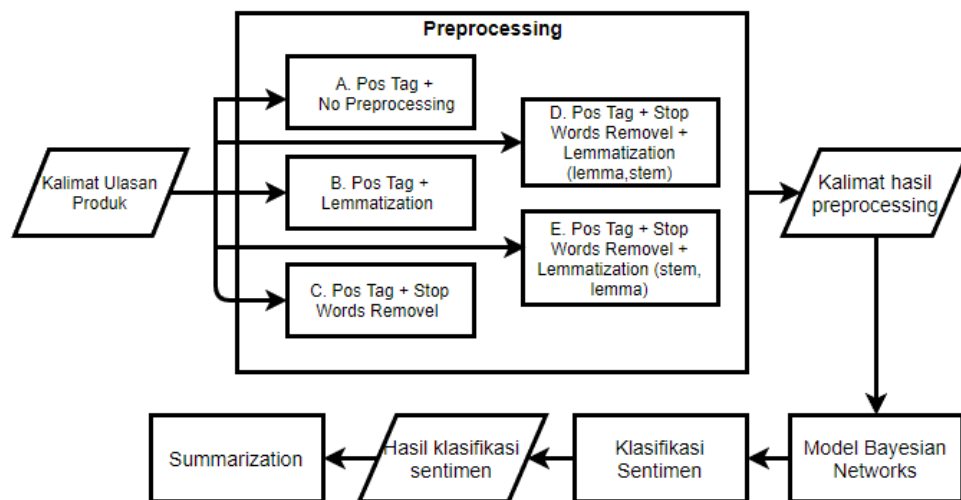 Preprocessing
A. Pos Tag +
No Preprocessing
D. Pos Tag + Stop
Words Removel +
Lemmatization
(lemma,stem)
Kalimat Ulasan
Produk
B. Pos Tag +
Lemmatization
Kalimat hasil
preprocessing
E. Pos Tag + Stop
Words Removel +
Lemmatization (stem,
lemma)
C. Pos Tag + Stop
Words Removel
Summarization
Hasil klasifikasi
sentimen
Klasifikasi
Sentimen
Model Bayesian
Networks